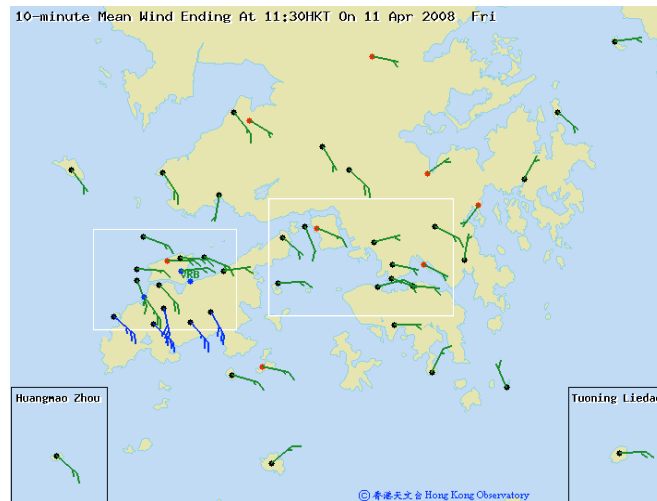 10-minute Mean Wind Ending At 11:30HKT On 11 Apr 2008 Fri
VRB
Huangmao Zhou
Tuoning Liedao
© 香港天文台 Hong Kong Observatory